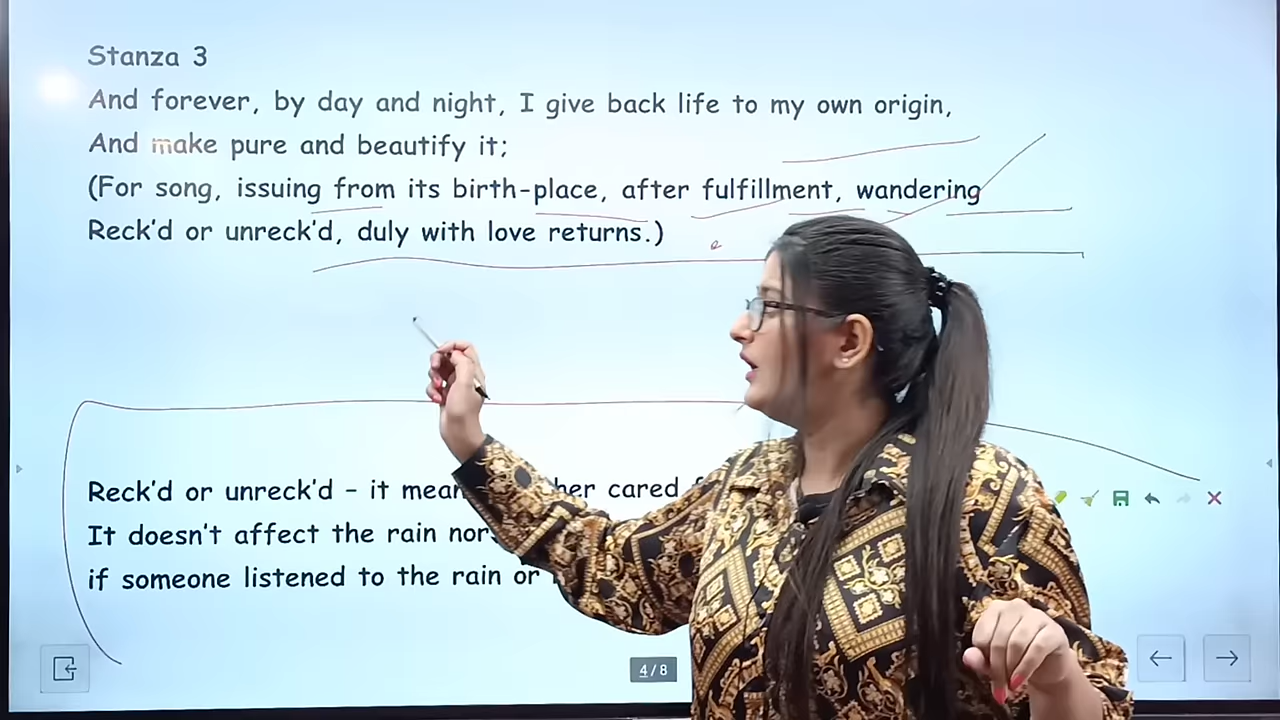 Stanza 3
And forever, by day and night, I give back life to my own origin,
And make pure and beautify it;
(For song, issuing from its birth-place, after fulfillment, wandering
Reck'd or unreck'd, duly with love returns.)
Reck'd or unreck'd - it cared
It doesn't affect the rain
if someone listened to the rain or
4/8